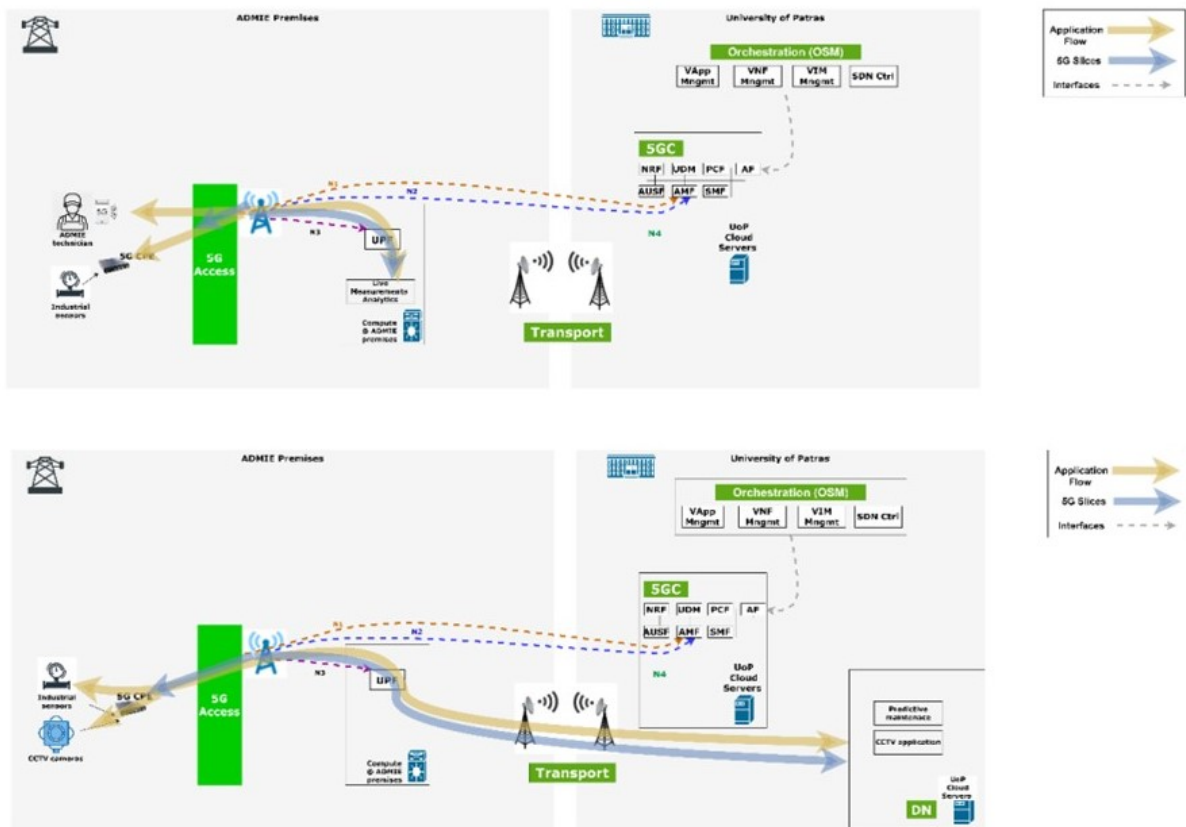 ADMIE Premises
University of Patras
Orchestration (OSM)
VApp
Mngmt
VNF
Mngmt
VIM
Mngmt
SDN Ctrl
Application
Flow
5G Slices
Interfaces
5GC
NRF
UDM
PCF
AF
AUSF
AMF
SMF
N1
N2
N3
N4
5G
ADMIE
technician
5G CPE
Industrial
sensors
5G
Access
UPF
Live
Measurements
Analytics
Compute
@ ADMIE
premises
UoP
Cloud
Servers
Transport
ADMIE Premises
University of Patras
Orchestration (OSM)
VApp
Mngmt
VNF
Mngmt
VIM
Mngmt
SDN Ctrl
Application
Flow
5G Slices
Interfaces
5GC
NRF
UDM
PCF
AF
AUSF
AMF
SMF
N1
N2
N3
N4
Industrial
sensors
5G CPE
CCTV cameras
5G
Access
UPF
Compute
@ ADMIE
premises
UoP
Cloud
Servers
Transport
Predictive
maintenace
CCTV application
UoP
Cloud
Servers
DN